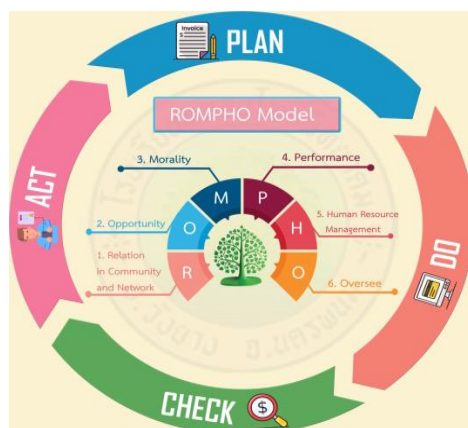 Invoice
PLAN
ROMPHO Model
3. Morality
4. Performance
M
P
2. Opportunity
O
H
5. Human Resource
Management
1. Relation
in Community
and Network
R
O
6. Oversee
ACT
DO
CHECK
$